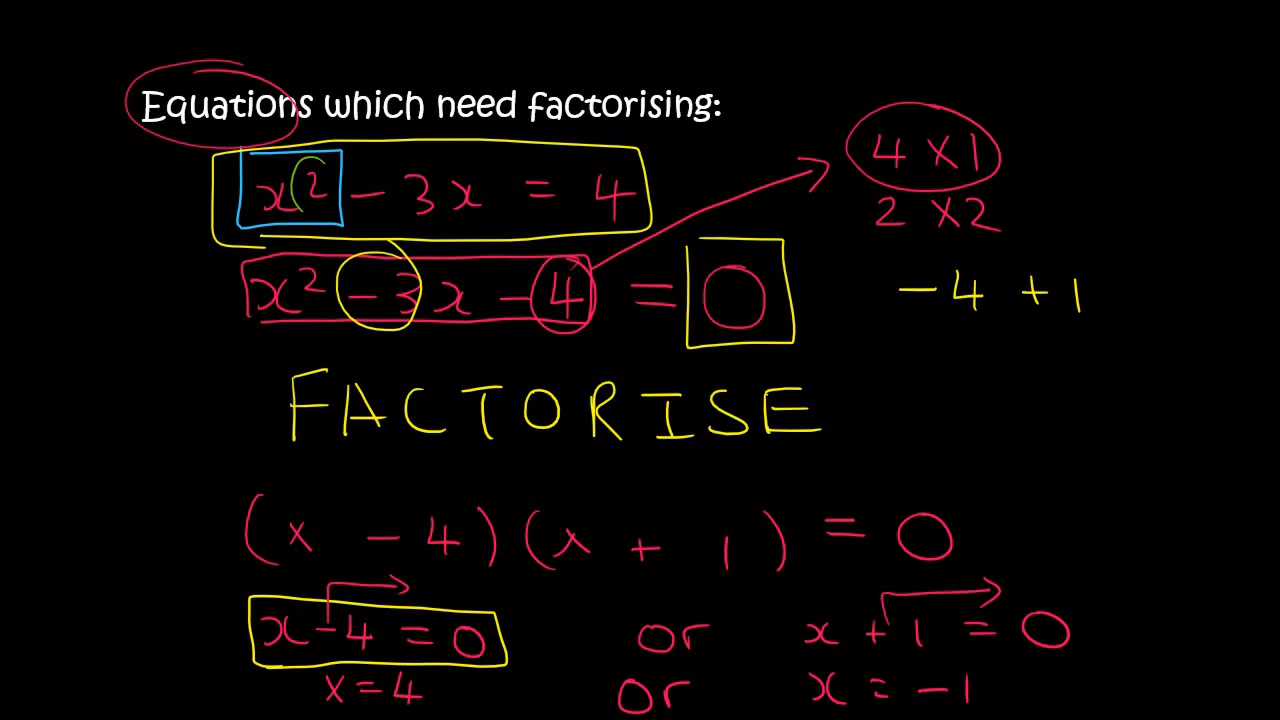 Equations which need factorising:
x² - 3x = 4
4 × 1
2 × 2
x² - 3x - 4 = 0
- 4 + 1
FACTORISE
(x - 4)(x + 1) = 0
x - 4 = 0 or x + 1 = 0
x = 4 or x = -1